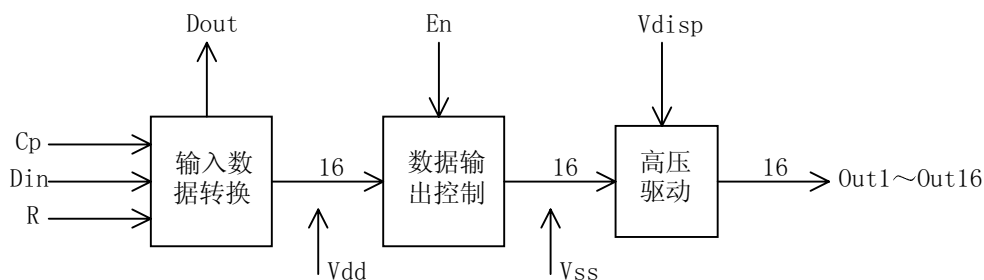 Dout
En
Vdisp
Cp
Din
R
输入数
据转换
16
数据输
出控制
16
高压
驱动
16
Out1～Out16
Vdd
Vss